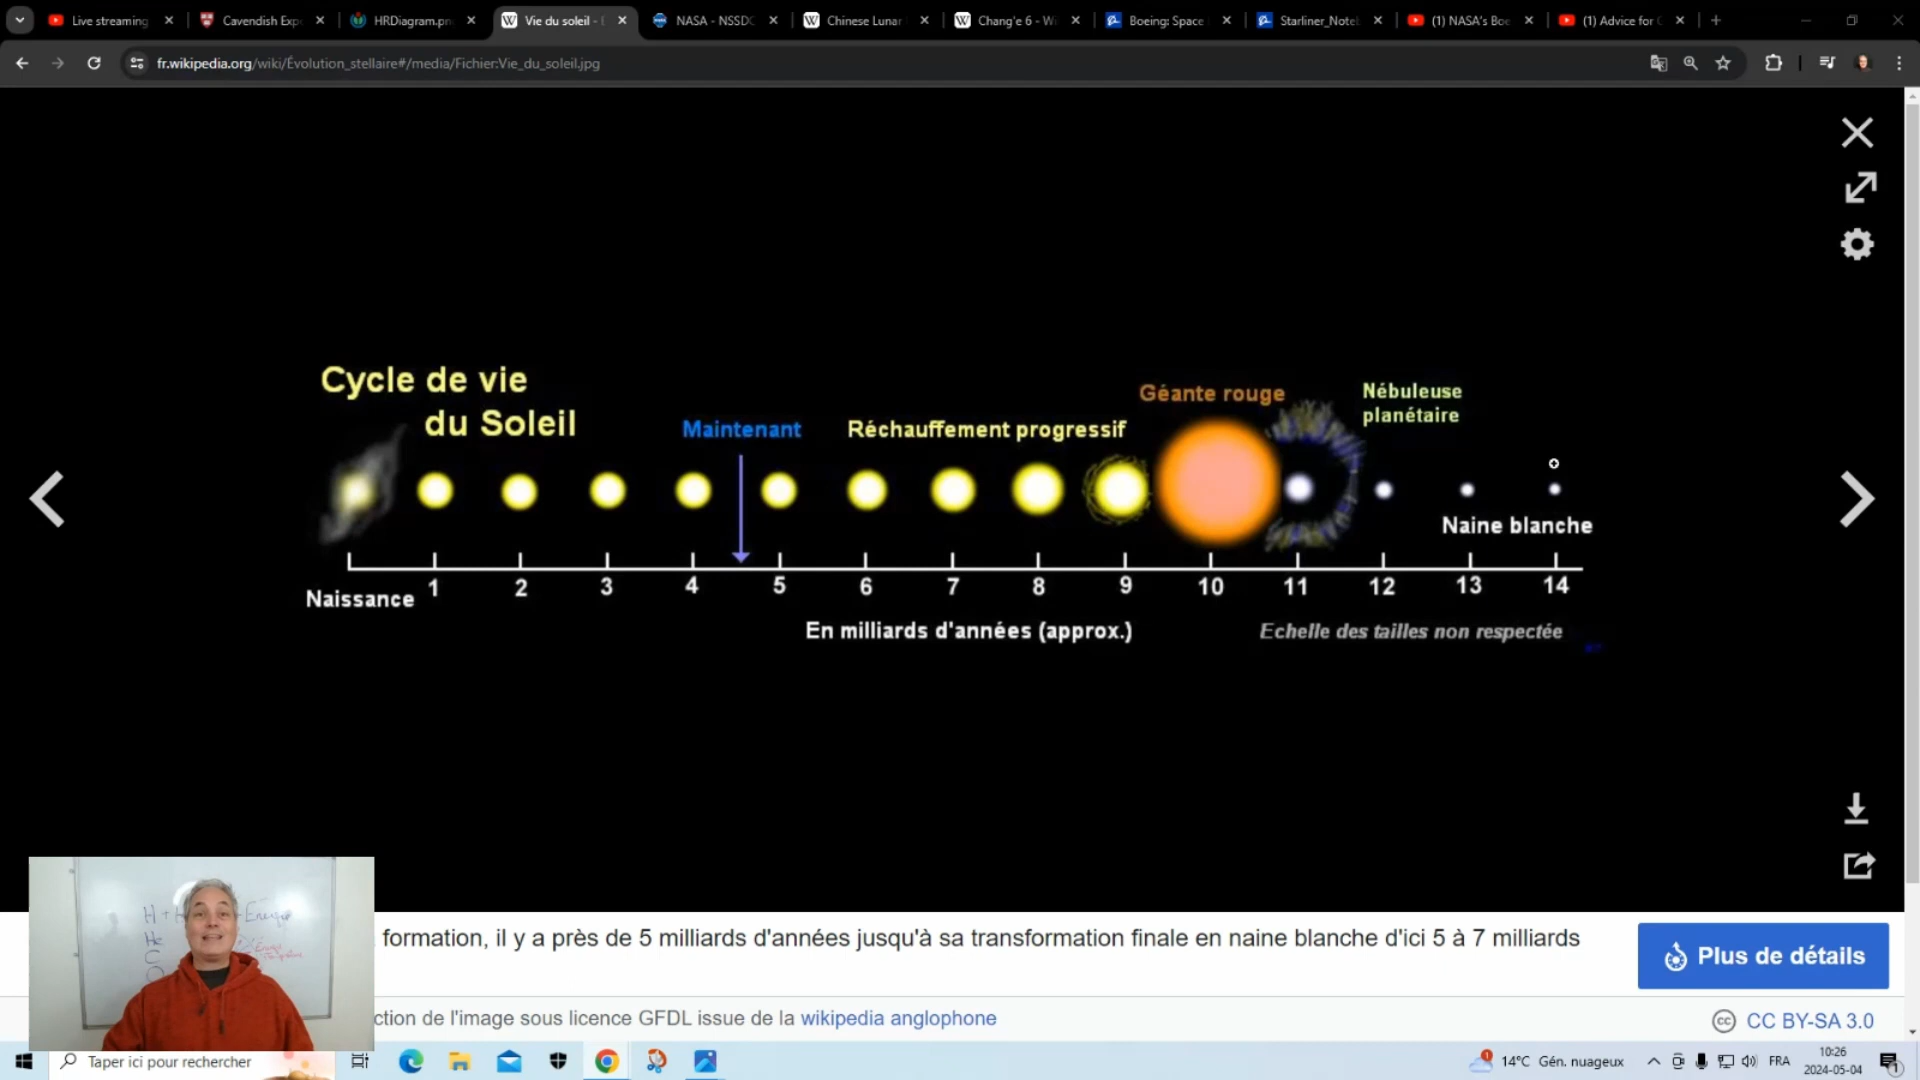 Live streaming
Cavendish Exp
HRDiagram.pn
Vie du soleil -
NASA - NSSDC
Chinese Lunar
Chang'e 6 - Wi
Boeing: Space
Starliner_Note
(1) NASA's Boe
(1) Advice for
fr.wikipedia.org/wiki/Évolution_stellaire#/media/Fichier:Vie_du_soleil.jpg
Cycle de vie
du Soleil
Maintenant
Réchauffement progressif
Géante rouge
Nébuleuse
planétaire
Naine blanche
Naissance
1 2 3 4 5 6 7 8 9 10 11 12 13 14
En milliards d'années (approx.)
Echelle des tailles non respectée
H +
Energie
He
C
O
formation, il y a près de 5 milliards d'années jusqu'à sa transformation finale en naine blanche d'ici 5 à 7 milliards
Plus de détails
ction de l'image sous licence GFDL issue de la wikipedia anglophone
CC BY-SA 3.0
Taper ici pour rechercher
14°C Gén. nuageux
FRA
10:26
2024-05-04